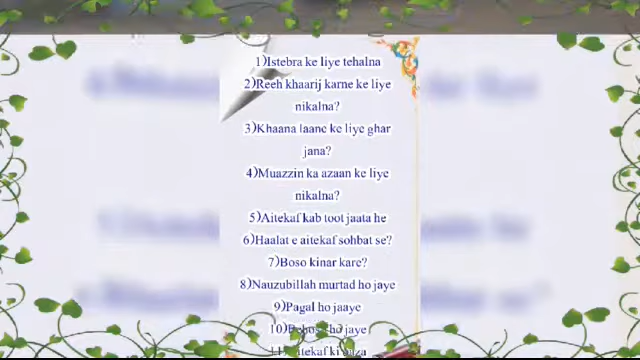 1)Istebra ke liye tehalna
2)Reeh khaarij karne ke liye
nikalna?
3)Khaana laane ke liye ghar
jana?
4)Muazzin ka azaan ke liye
nikalna?
5)Aitekaf kab toot jaata he
6)Haalat e aitekaf sohbat se?
7)Boso kinar kare?
8)Nauzubillah murtad ho jaye
9)Pagal ho jaaye
10) ho jaye
11) ki